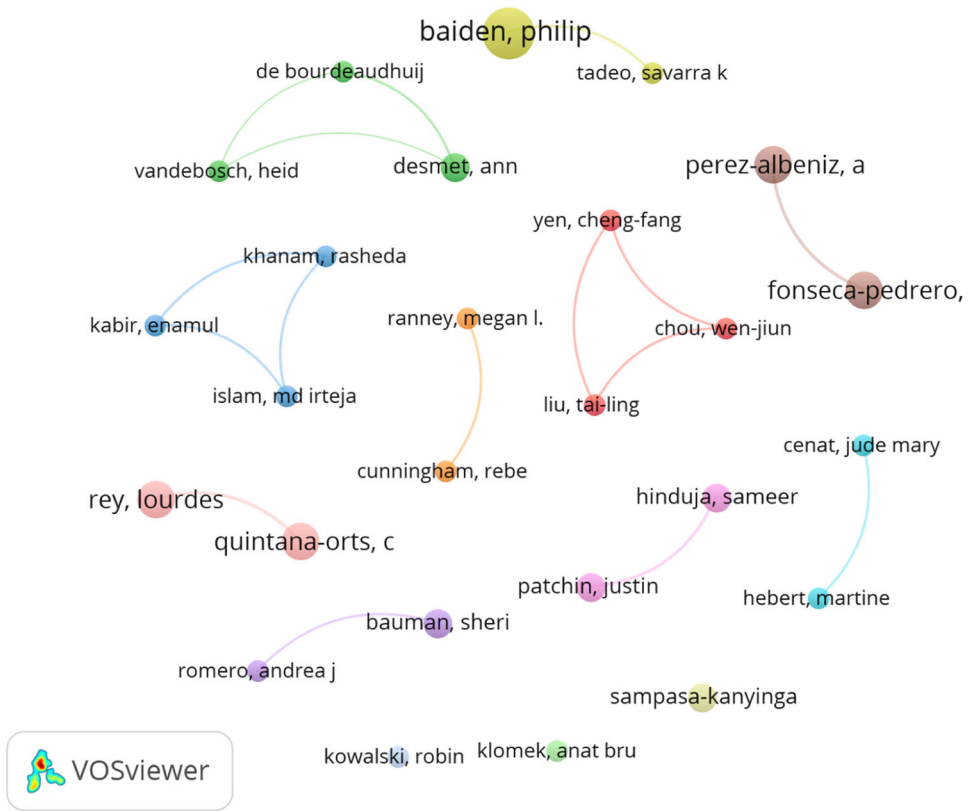 baiden, philip
de bourdeaudhuij
tadeo, savarra k
vandebosch, heid
desmet, ann
perez-albeniz, a
yen, cheng-fang
khanam, rasheda
fonseca-pedrero,
kabir, enamul
ranney, megan l.
chou, wen-jiun
islam, md irteja
liu, tai-ling
cenat, jude mary
cunningham, rebe
rey, lourdes
hinduja, sameer
quintana-orts, c
patchin, justin
hebert, martine
bauman, sheri
romero, andrea j
sampasa-kanyinga
kowalski, robin
klomek, anat bru
VOSviewer